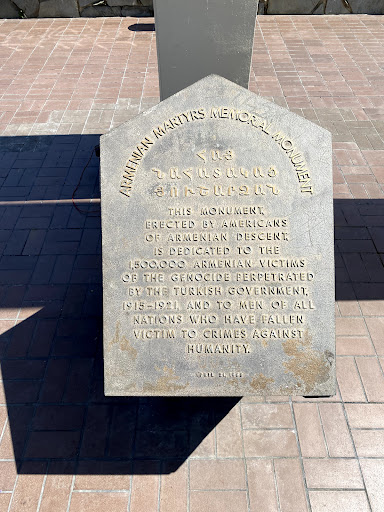 ARMENIAN MARTYRS MEMORIAL MONUMENT
ՀԱՅ
ՆԱՀԱՏԱԿԱՑ
ՅՈՒՇԱՐՁԱՆ
THIS MONUMENT,
ERECTED BY AMERICANS
OF ARMENIAN DESCENT,
IS DEDICATED TO THE
1,500,000 ARMENIAN VICTIMS
OF THE GENOCIDE PERPETRATED
BY THE TURKISH GOVERNMENT,
1915-1921, AND TO MEN OF ALL
NATIONS WHO HAVE FALLEN
VICTIM TO CRIMES AGAINST
HUMANITY.